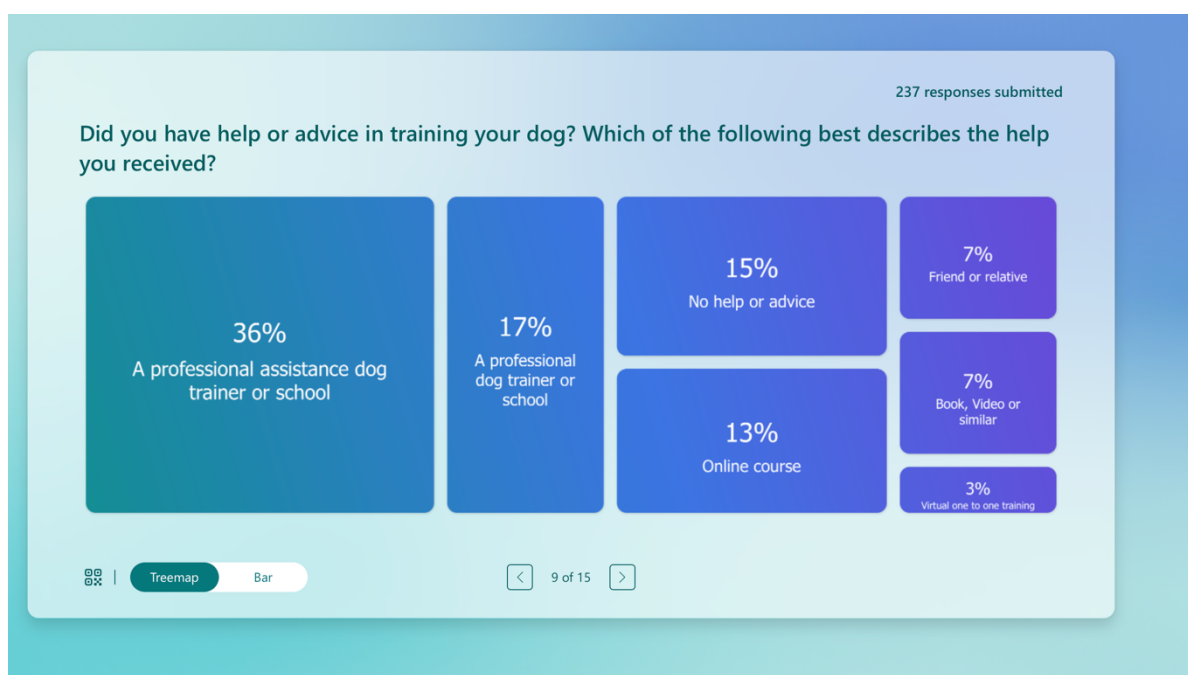 237 responses submitted
Did you have help or advice in training your dog? Which of the following best describes the help
you received?
36%
A professional assistance dog
trainer or school
17%
A professional
dog trainer or
school
15%
No help or advice
13%
Online course
7%
Friend or relative
7%
Book, Video or
similar
3%
Virtual one to one training
Treemap
Bar
9 of 15